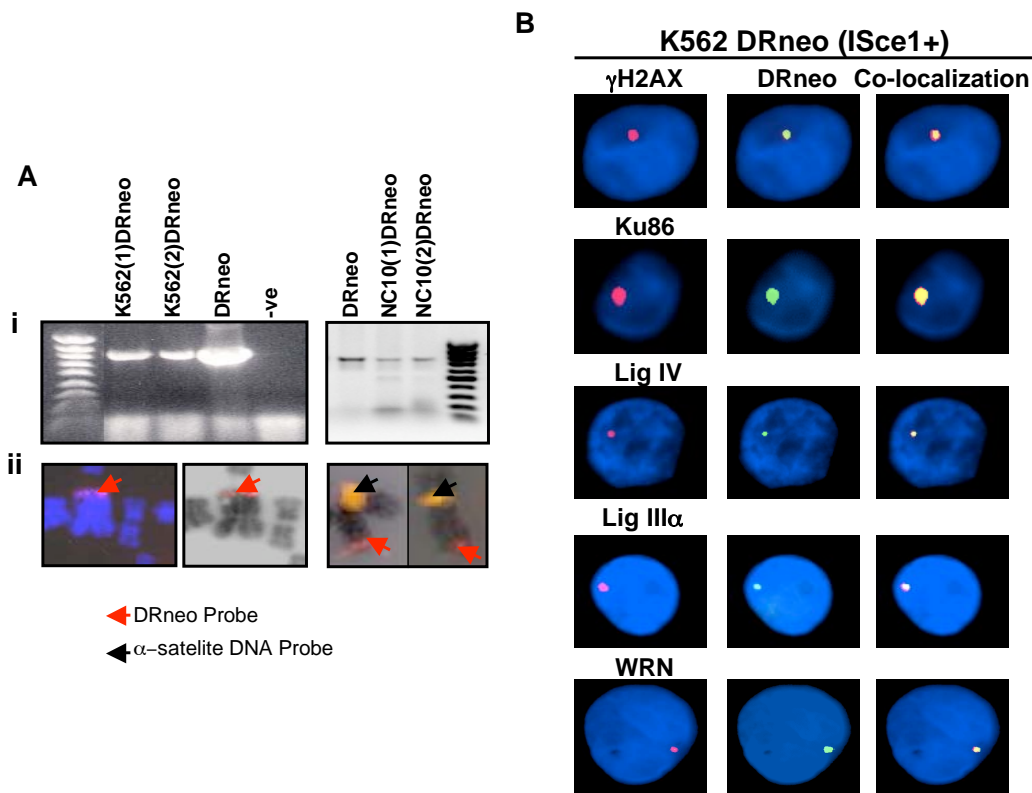 A
K562(1)DRneo
K562(2)DRneo
DRneo
-ve
DRneo
NC10(1)DRneo
NC10(2)DRneo
i
ii
DRneo Probe
α-satelite DNA Probe
B
K562 DRneo (ISce1+)
γH2AX DRneo Co-localization
Ku86
Lig IV
Lig IIIα
WRN